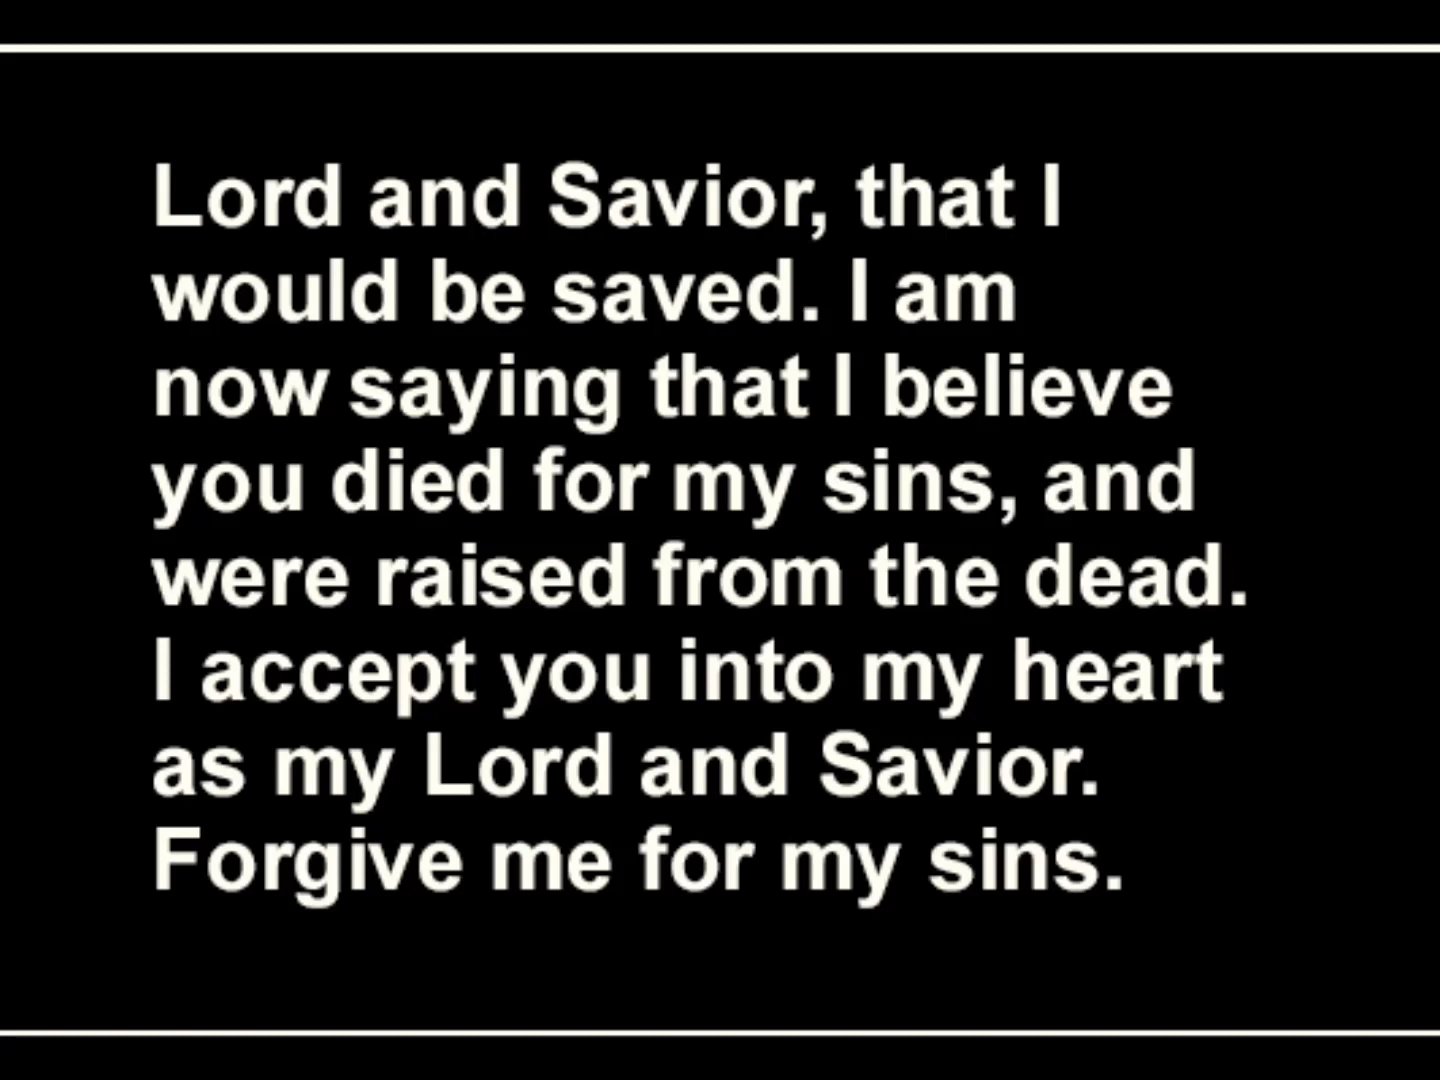 Lord and Savior, that I
would be saved. I am
now saying that I believe
you died for my sins, and
were raised from the dead.
I accept you into my heart
as my Lord and Savior.
Forgive me for my sins.